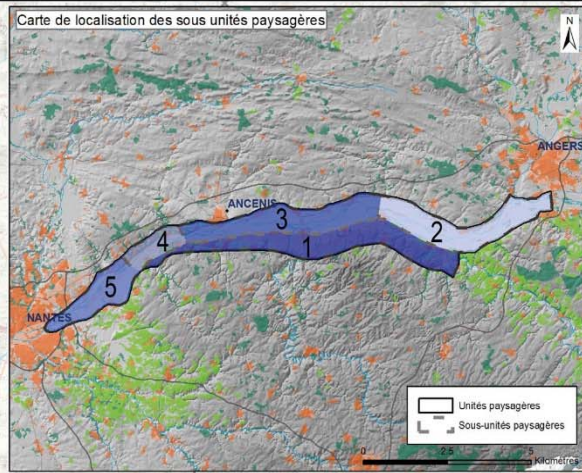 Carte de localisation des sous unités paysagères
N
ANGERS
ANCENIS
3
4
1
2
5
NANTES
Unités paysagères
Sous-unités paysagères
0 2.5 5
Kilomètres